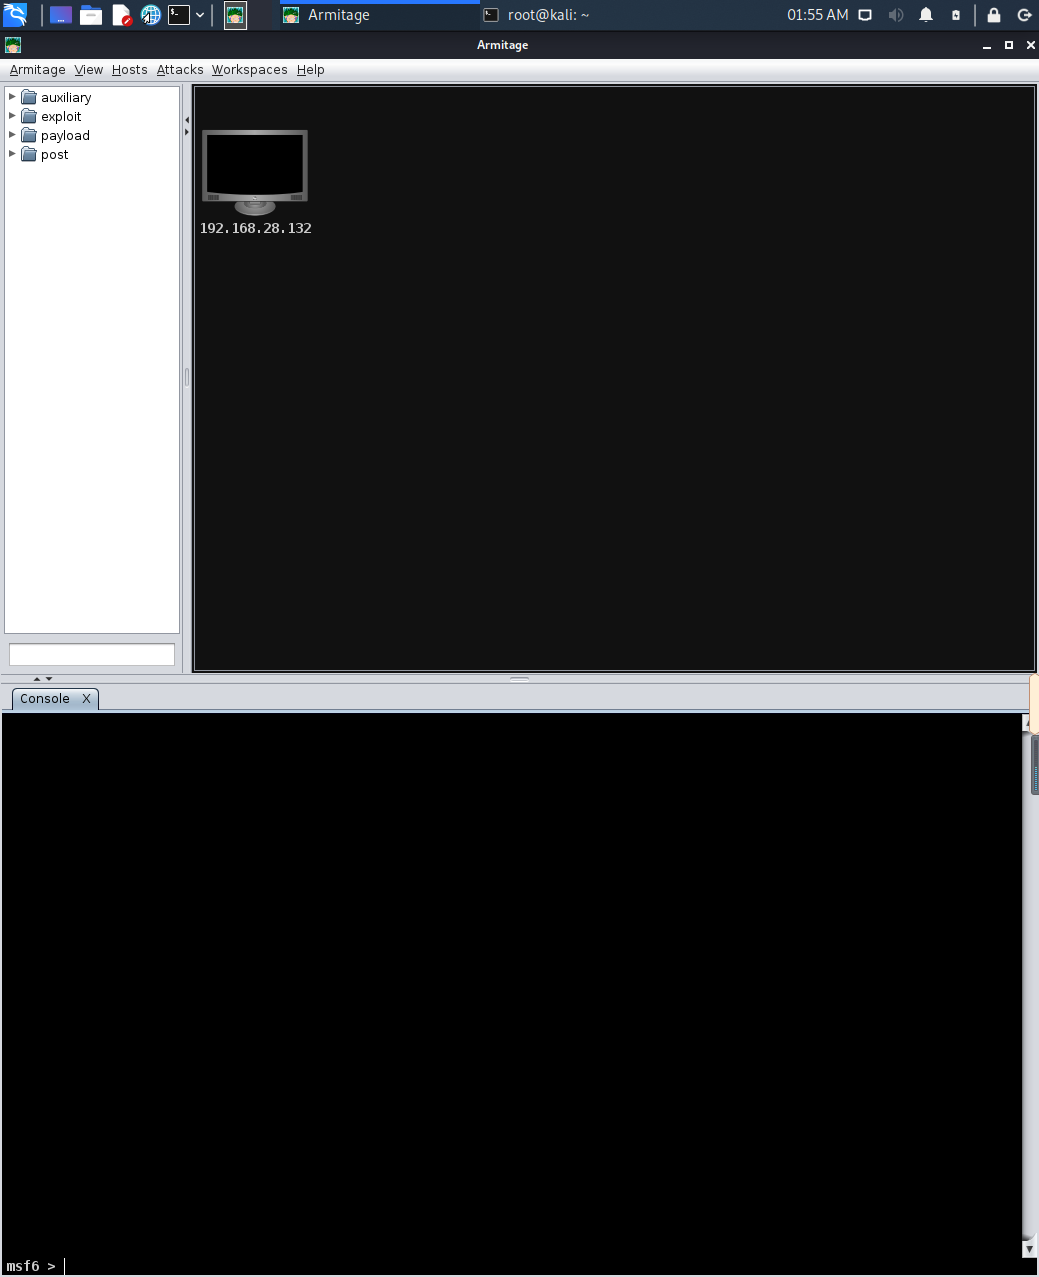 Armitage
root@kali: ~
01:55 AM
Armitage
Armitage View Hosts Attacks Workspaces Help
auxiliary
exploit
payload
post
192.168.28.132
Console X
msf6 >